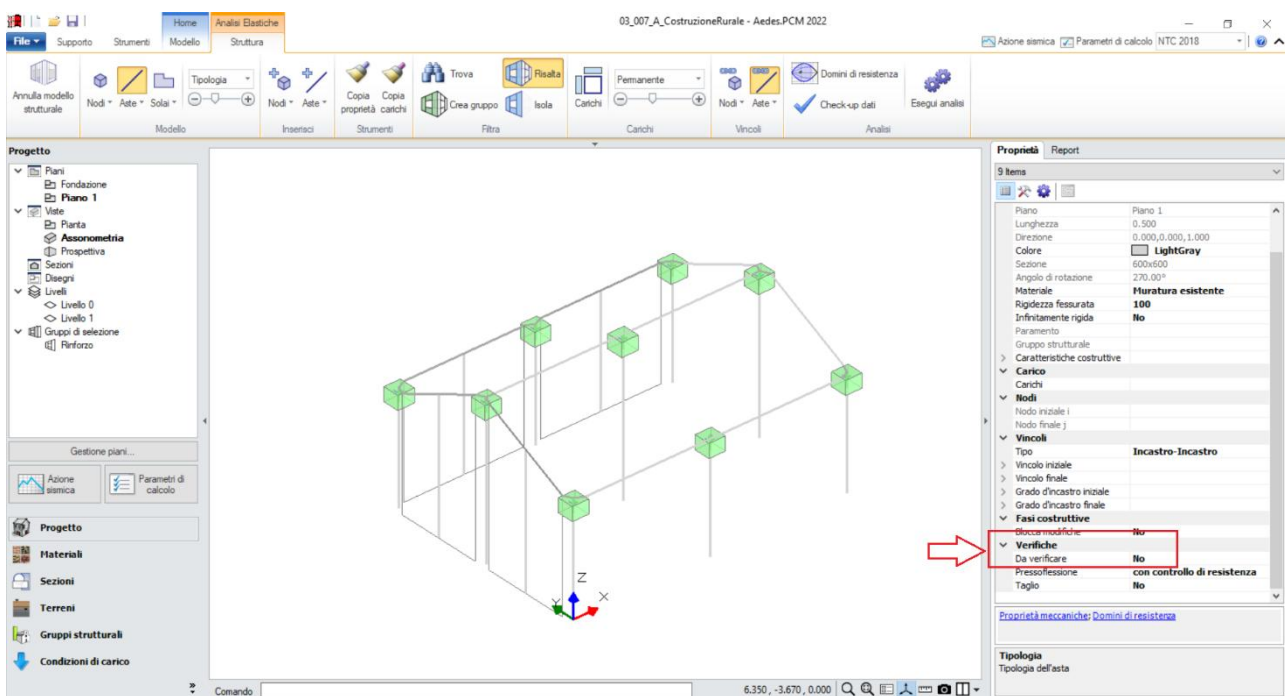 Home
Analisi Elastiche
03_007_A_CostruzioneRurale - Aedes.PCM 2022
File
Supporto
Strumenti
Modello
Struttura
Azione sismica
Parametri di calcolo
NTC 2018
Annulla modello strutturale
Nodi
Aste
Solai
Tipologia
Modello
Nodi
Aste
Inserisci
Copia proprietà
Copia carichi
Strumenti
Trova
Crea gruppo
Risalta
Isola
Filtra
Carichi
Permanente
Carichi
Nodi
Aste
Vincoli
Domini di resistenza
Check-up dati
Esegui analisi
Analisi
Progetto
Piani
Fondazione
Piano 1
Viste
Pianta
Assonometria
Prospettiva
Sezioni
Disegni
Livelli
Livello 0
Livello 1
Gruppi di selezione
Rinforzo
Gestione piani...
Azione sismica
Parametri di calcolo
Progetto
Materiali
Sezioni
Terreni
Gruppi strutturali
Condizioni di carico
Z
Y
X
Comando
6.350 , -3.670 , 0.000
Proprietà
Report
9 Items
Piano Piano 1
Lunghezza 0.500
Direzione 0.000,0.000,1.000
Colore LightGray
Sezione 600x600
Angolo di rotazione 270.00°
Materiale Muratura esistente
Rigidezza fessurata 100
Infinitamente rigida No
Paramento
Gruppo strutturale
Caratteristiche costruttive
Carico
Carichi
Nodi
Nodo iniziale i
Nodo finale j
Vincoli
Tipo Incastro-Incastro
Vincolo iniziale
Vincolo finale
Grado d'incastro iniziale
Grado d'incastro finale
Fasi costruttive
Blocca modifiche No
Verifiche
Da verificare No
Pressoflessione con controllo di resistenza
Taglio No
Proprietà meccaniche; Domini di resistenza
Tipologia
Tipologia dell'asta